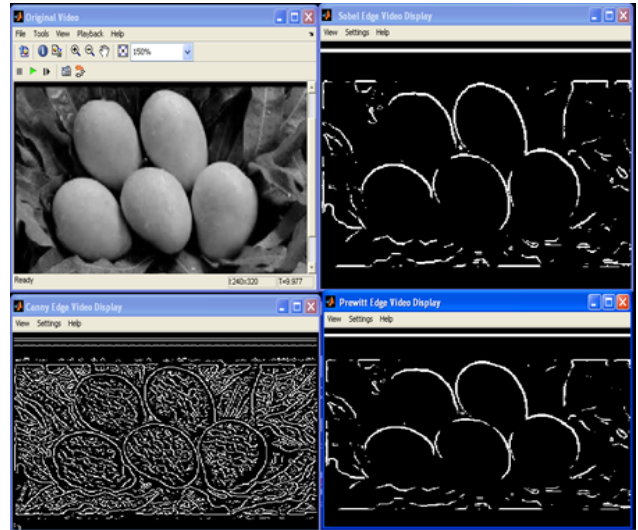 Original Video
File Tools View Playback Help
150%
Ready I:240x320 T=9.977
Sobel Edge Video Display
View Settings Help
Canny Edge Video Display
View Settings Help
Prewitt Edge Video Display
View Settings Help